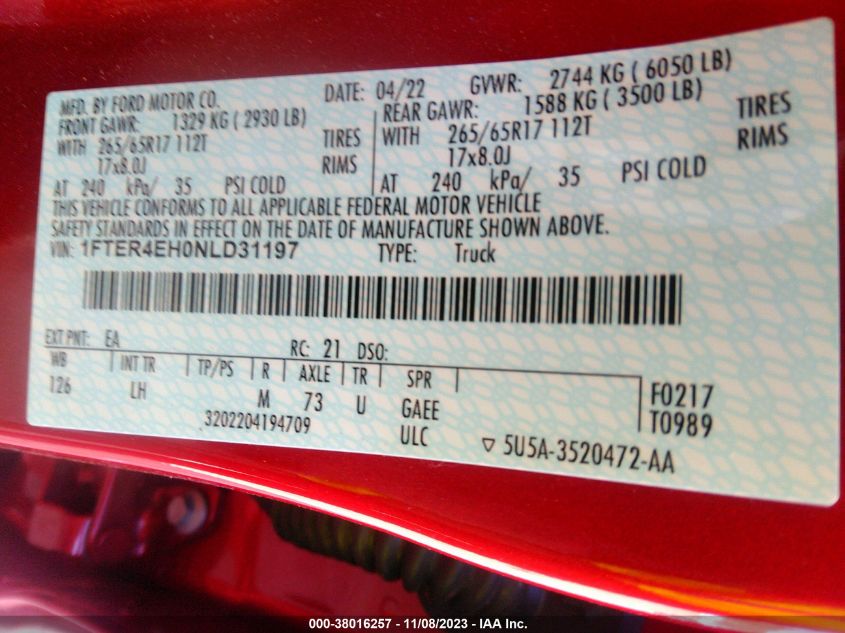 MFD. BY FORD MOTOR CO. DATE: 04/22 GVWR: 2744 KG ( 6050 LB)
FRONT GAWR: 1329 KG ( 2930 LB) REAR GAWR: 1588 KG ( 3500 LB)
WITH 265/65R17 112T TIRES WITH 265/65R17 112T TIRES
17x8.0J RIMS 17x8.0J RIMS
AT 240 kPa/ 35 PSI COLD AT 240 kPa/ 35 PSI COLD
THIS VEHICLE CONFORMS TO ALL APPLICABLE FEDERAL MOTOR VEHICLE
SAFETY STANDARDS IN EFFECT ON THE DATE OF MANUFACTURE SHOWN ABOVE.
VIN: 1FTER4EH0NLD31197 TYPE: Truck
EXT PNT: EA RC: 21 DSO:
WB INT TR TP/PS R AXLE TR SPR
126 LH M 73 U GAEE F0217
3202204194709 ULC T0989
▽ 5U5A-3520472-AA
000-38016257 - 11/08/2023 - IAA Inc.